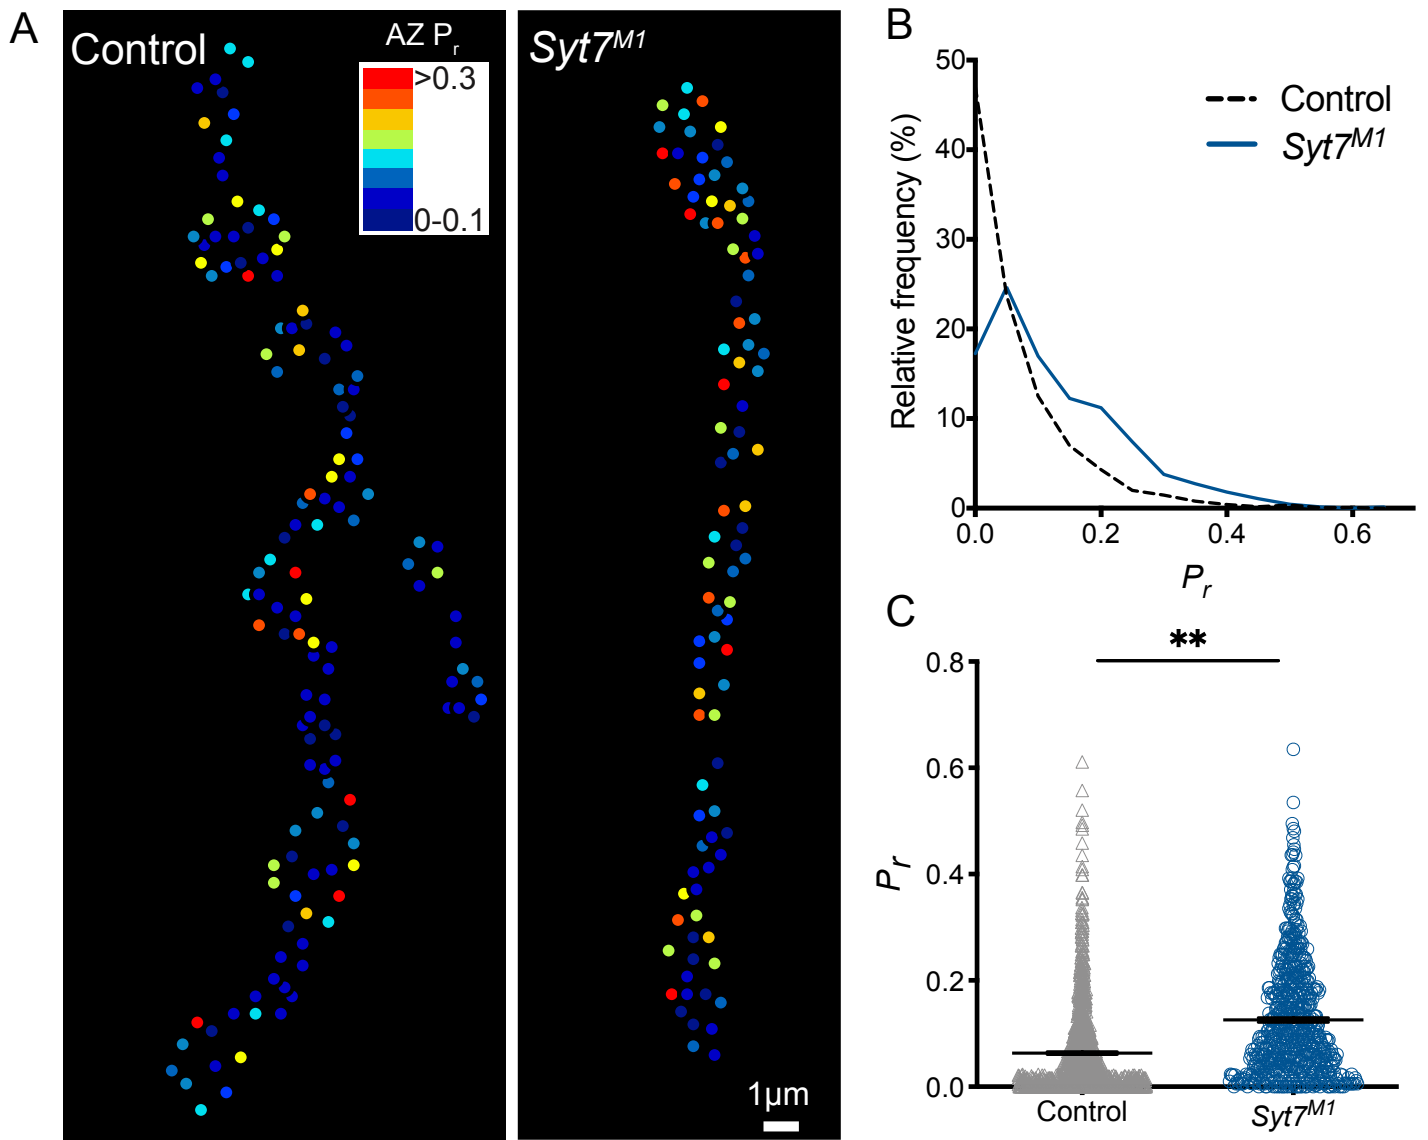 A
Control
AZ Pr
>0.3
0-0.1
Syt7M1
1μm
B
50
40
30
20
10
0
Relative frequency (%)
0.0 0.2 0.4 0.6
Pr
Control
Syt7M1
C
**
0.8
0.6
0.4
0.2
0.0
Pr
Control Syt7M1